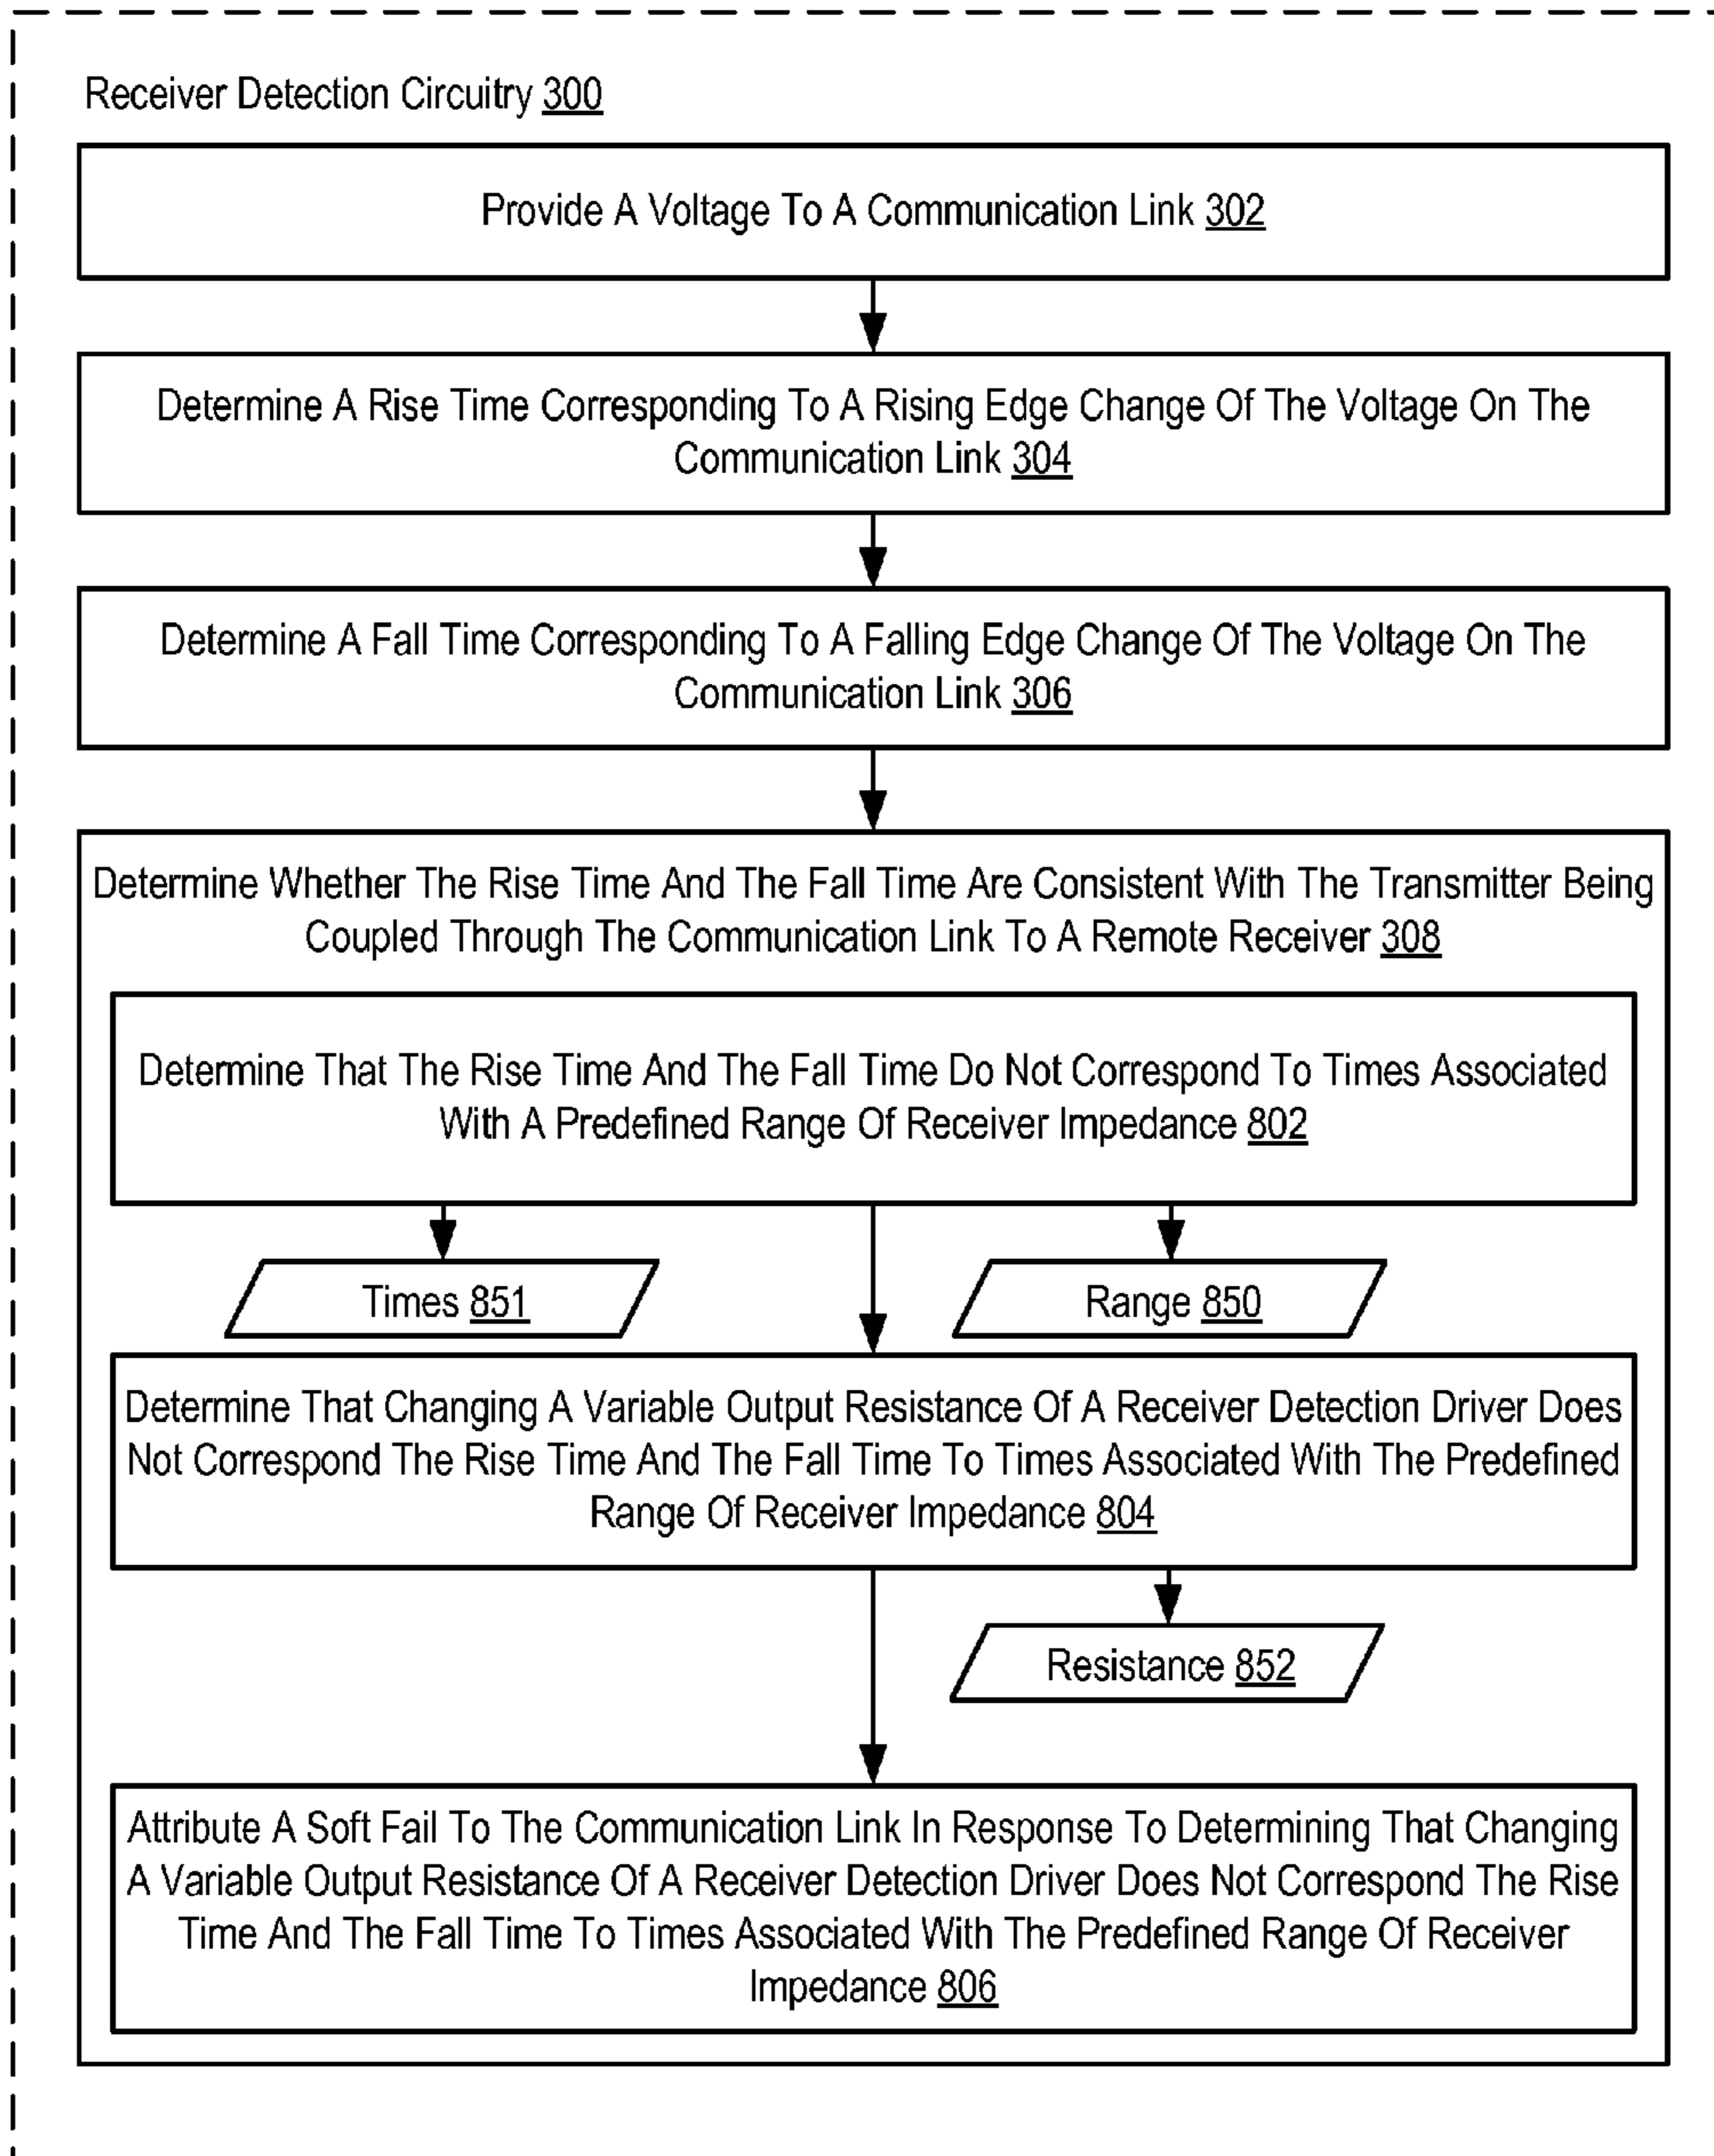 Receiver Detection Circuitry 300
Provide A Voltage To A Communication Link 302
Determine A Rise Time Corresponding To A Rising Edge Change Of The Voltage On The
Communication Link 304
Determine A Fall Time Corresponding To A Falling Edge Change Of The Voltage On The
Communication Link 306
Determine Whether The Rise Time And The Fall Time Are Consistent With The Transmitter Being
Coupled Through The Communication Link To A Remote Receiver 308
Determine That The Rise Time And The Fall Time Do Not Correspond To Times Associated
With A Predefined Range Of Receiver Impedance 802
Times 851
Range 850
Determine That Changing A Variable Output Resistance Of A Receiver Detection Driver Does
Not Correspond The Rise Time And The Fall Time To Times Associated With The Predefined
Range Of Receiver Impedance 804
Resistance 852
Attribute A Soft Fail To The Communication Link In Response To Determining That Changing
A Variable Output Resistance Of A Receiver Detection Driver Does Not Correspond The Rise
Time And The Fall Time To Times Associated With The Predefined Range Of Receiver
Impedance 806